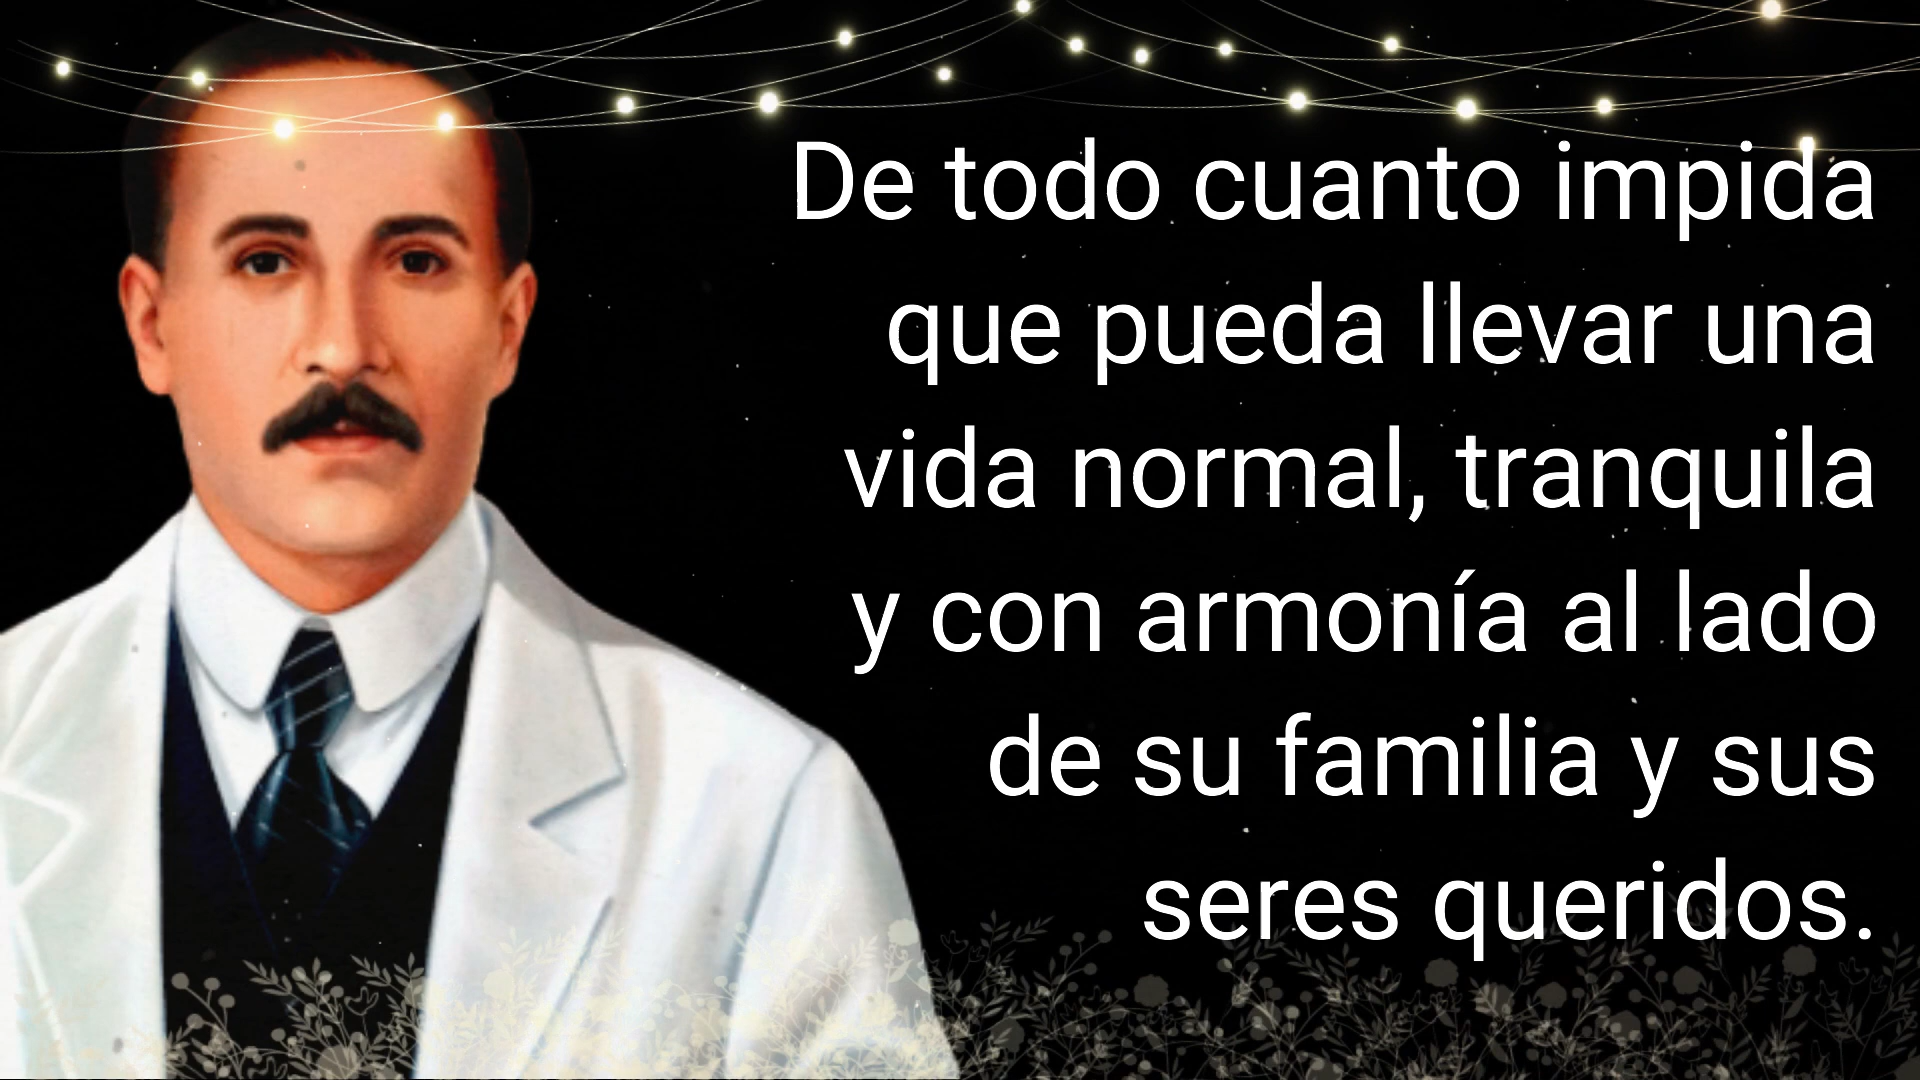 De todo cuanto impida
que pueda llevar una
vida normal, tranquila
y con armonía al lado
de su familia y sus
seres queridos.